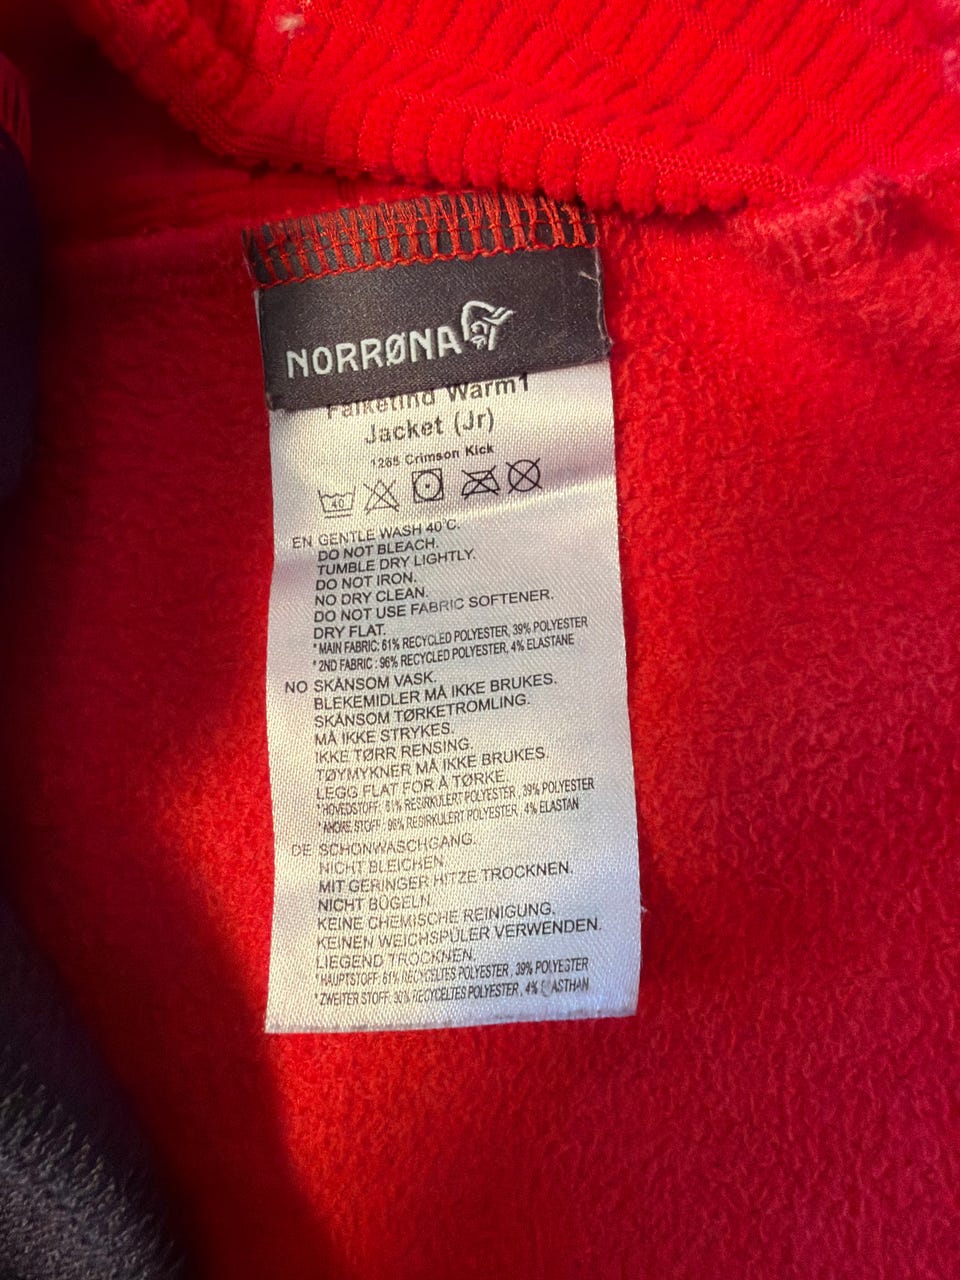 NORRØNA
Falketind Warm1
Jacket (Jr)
1265 Crimson Kick
40
EN GENTLE WASH 40°C.
DO NOT BLEACH.
TUMBLE DRY LIGHTLY.
DO NOT IRON.
NO DRY CLEAN.
DO NOT USE FABRIC SOFTENER.
DRY FLAT.
* MAIN FABRIC: 61% RECYCLED POLYESTER, 39% POLYESTER
* 2ND FABRIC : 96% RECYCLED POLYESTER, 4% ELASTANE
NO SKÅNSOM VASK.
BLEKEMIDLER MÅ IKKE BRUKES.
SKÅNSOM TØRKETROMLING.
MÅ IKKE STRYKES.
IKKE TØRR RENSING.
TØYMYKNER MÅ IKKE BRUKES.
LEGG FLAT FOR Å TØRKE.
* HOVEDSTOFF: 61% RESIRKULERT POLYESTER , 39% POLYESTER
* ANDRE STOFF : 96% RESIRKULERT POLYESTER , 4% ELASTAN
DE SCHONWASCHGANG.
NICHT BLEICHEN.
MIT GERINGER HITZE TROCKNEN.
NICHT BÜGELN.
KEINE CHEMISCHE REINIGUNG.
KEINEN WEICHSPÜLER VERWENDEN.
LIEGEND TROCKNEN.
* HAUPTSTOFF: 61% RECYCELTES POLYESTER , 39% POLYESTER
* ZWEITER STOFF: 96% RECYCELTES POLYESTER , 4% ELASTHAN